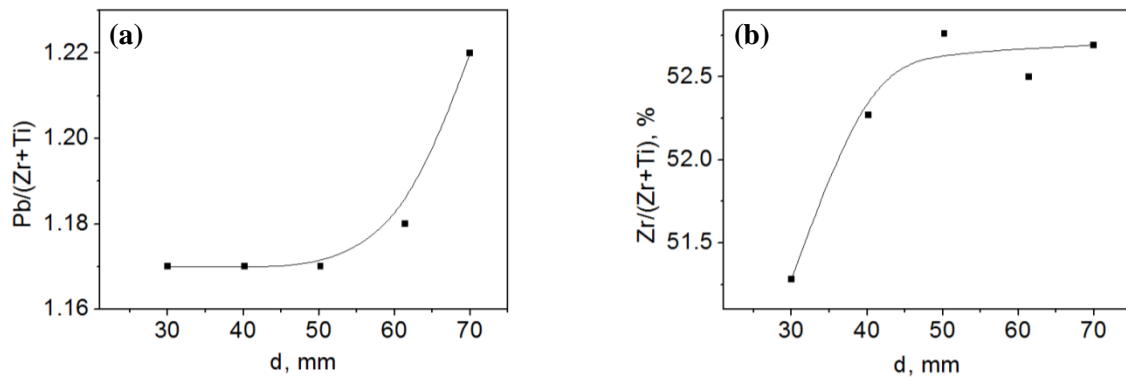 (a)
Pb/(Zr+Ti)
1.22
1.20
1.18
1.16
30 40 50 60 70
d, mm
(b)
Zr/(Zr+Ti), %
52.5
52.0
51.5
30 40 50 60 70
d, mm